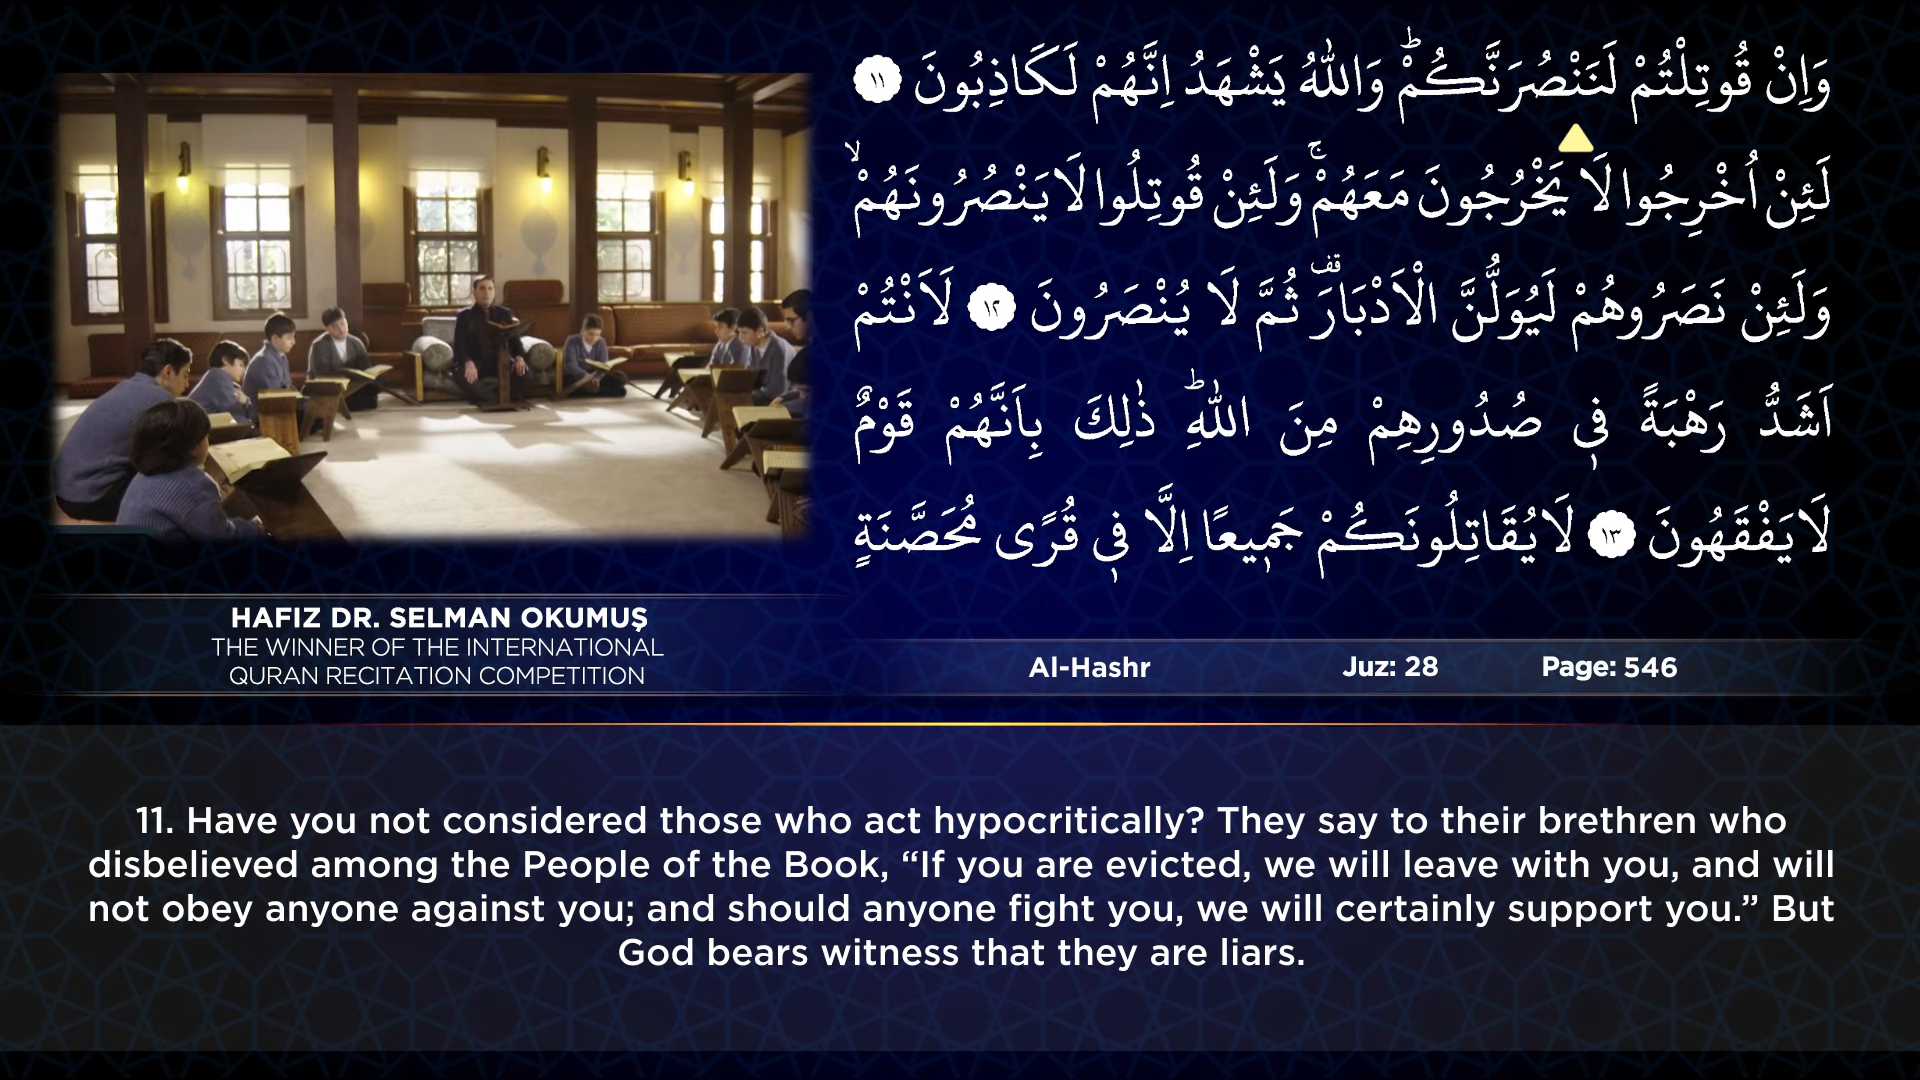 وَاِنْ قُوتِلْتُمْ لَنَنْصُرَنَّكُمْۜ وَاللّٰهُ يَشْهَدُ اِنَّهُمْ لَكَاذِبُونَ ١١
لَئِنْ اُخْرِجُوا لَا يَخْرُجُونَ مَعَهُمْۚ وَلَئِنْ قُوتِلُوا لَا يَنْصُرُونَهُمْۙ
وَلَئِنْ نَصَرُوهُمْ لَيُوَلُّنَّ الْاَدْبَارَ۠ ثُمَّ لَا يُنْصَرُونَ ١٢ لَاَنْتُمْ
اَشَدُّ رَهْبَةً ف۪ي صُدُورِهِمْ مِنَ اللّٰهِۜ ذٰلِكَ بِاَنَّهُمْ قَوْمٌ
لَا يَفْقَهُونَ ١٣ لَا يُقَاتِلُونَكُمْ جَم۪يعًا اِلَّا ف۪ي قُرًى مُحَصَّنَةٍ
HAFIZ DR. SELMAN OKUMUŞ
THE WINNER OF THE INTERNATIONAL
QURAN RECITATION COMPETITION
Al-Hashr Juz: 28 Page: 546
11. Have you not considered those who act hypocritically? They say to their brethren who
disbelieved among the People of the Book, “If you are evicted, we will leave with you, and will
not obey anyone against you; and should anyone fight you, we will certainly support you.” But
God bears witness that they are liars.